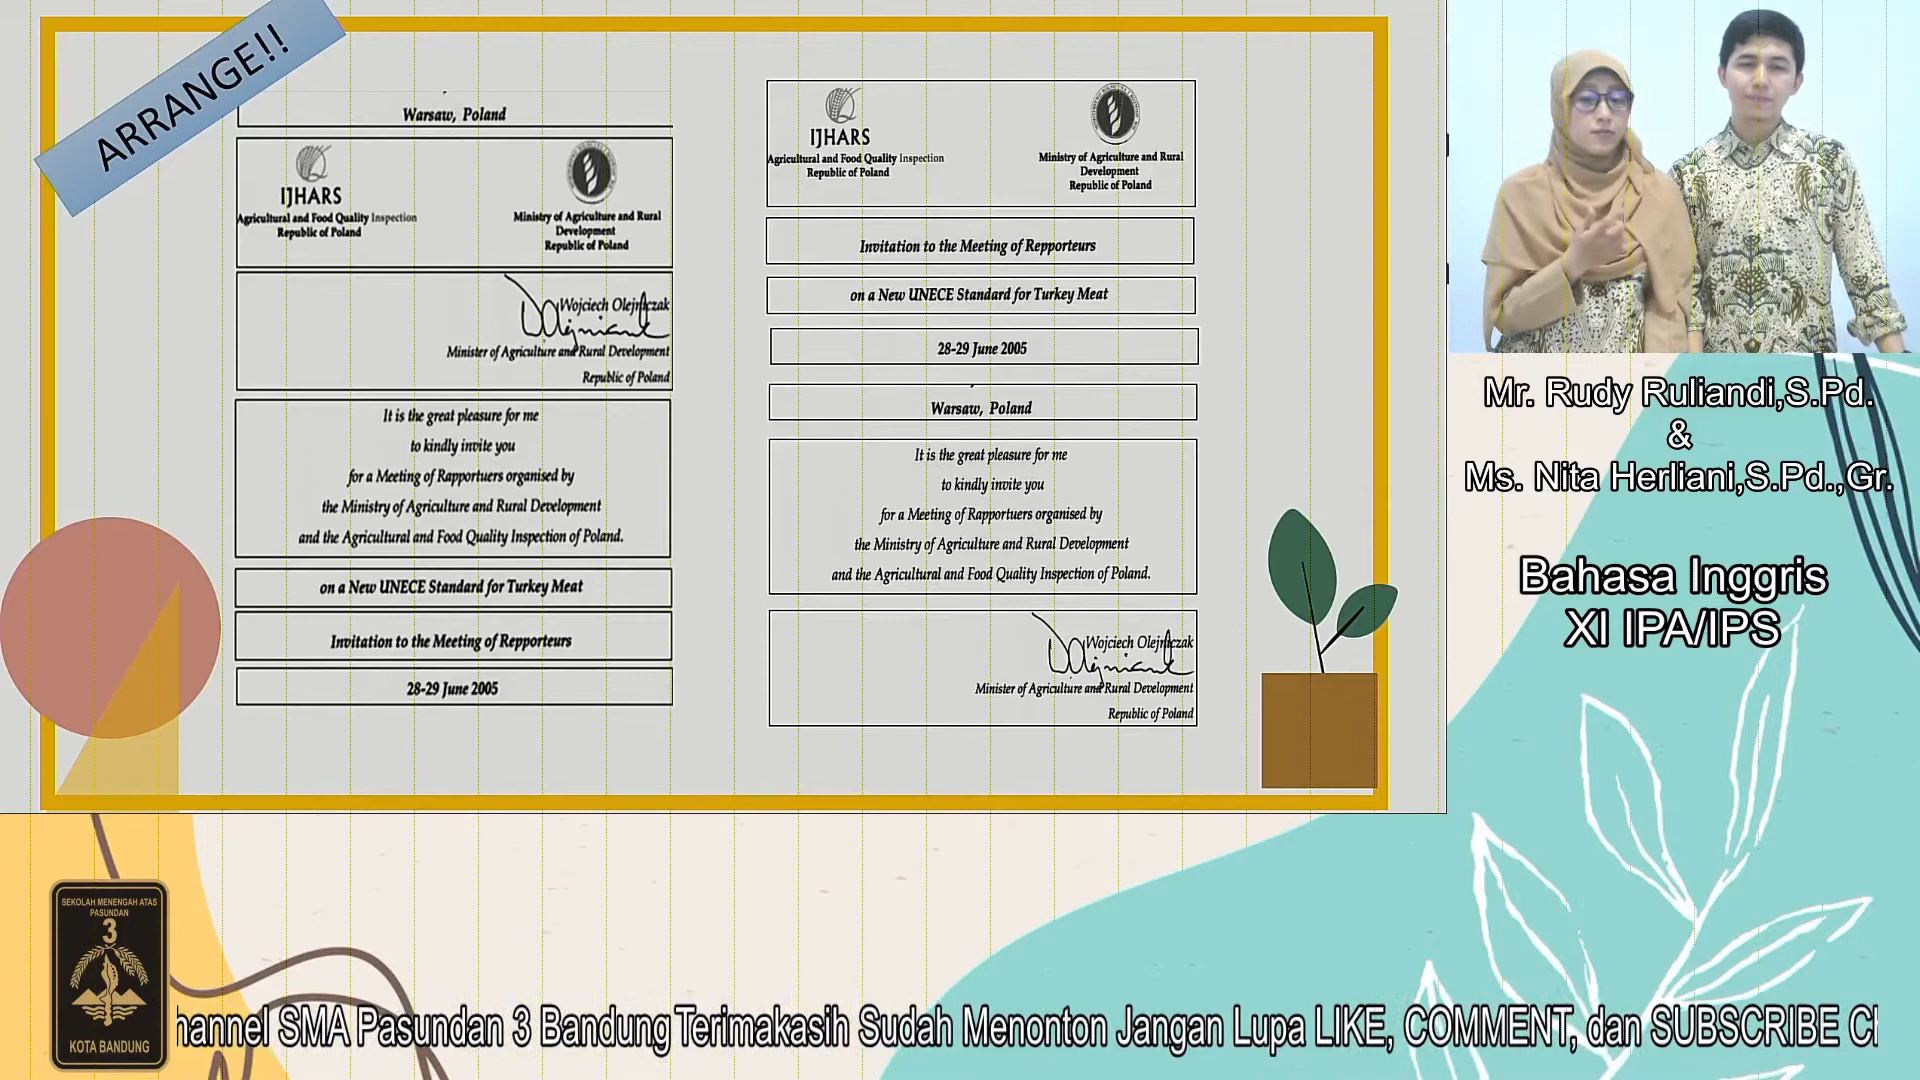 ARRANGE!!
Warsaw, Poland
IJHARS
Agricultural and Food Quality Inspection
Republic of Poland
Ministry of Agriculture and Rural
Development
Republic of Poland
Wojciech Olejniczak
Minister of Agriculture and Rural Development
Republic of Poland
It is the great pleasure for me
to kindly invite you
for a Meeting of Rapportuers organised by
the Ministry of Agriculture and Rural Development
and the Agricultural and Food Quality Inspection of Poland.
on a New UNECE Standard for Turkey Meat
Invitation to the Meeting of Repporteurs
28-29 June 2005
IJHARS
Agricultural and Food Quality Inspection
Republic of Poland
Ministry of Agriculture and Rural
Development
Republic of Poland
Invitation to the Meeting of Repporteurs
on a New UNECE Standard for Turkey Meat
28-29 June 2005
Warsaw, Poland
It is the great pleasure for me
to kindly invite you
for a Meeting of Rapportuers organised by
the Ministry of Agriculture and Rural Development
and the Agricultural and Food Quality Inspection of Poland.
Wojciech Olejniczak
Minister of Agriculture and Rural Development
Republic of Poland
Mr. Rudy Ruliandi,S.Pd.
&
Ms. Nita Herliani,S.Pd.,Gr.
Bahasa Inggris
XI IPA/IPS
SEKOLAH MENENGAH ATAS
PASUNDAN
3
KOTA BANDUNG
hannel SMA Pasundan 3 Bandung Terimakasih Sudah Menonton Jangan Lupa LIKE, COMMENT, dan SUBSCRIBE